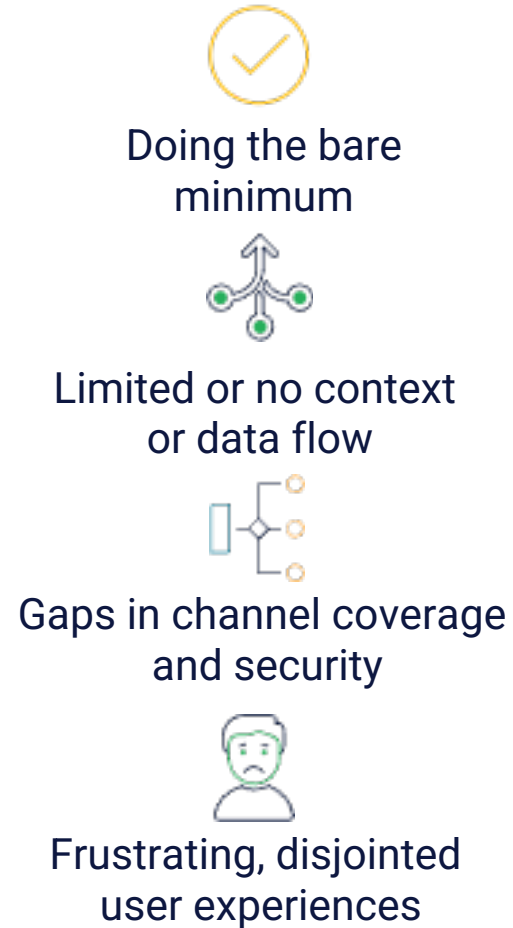 Doing the bare
minimum
Limited or no context
or data flow
Gaps in channel coverage
and security
Frustrating, disjointed
user experiences